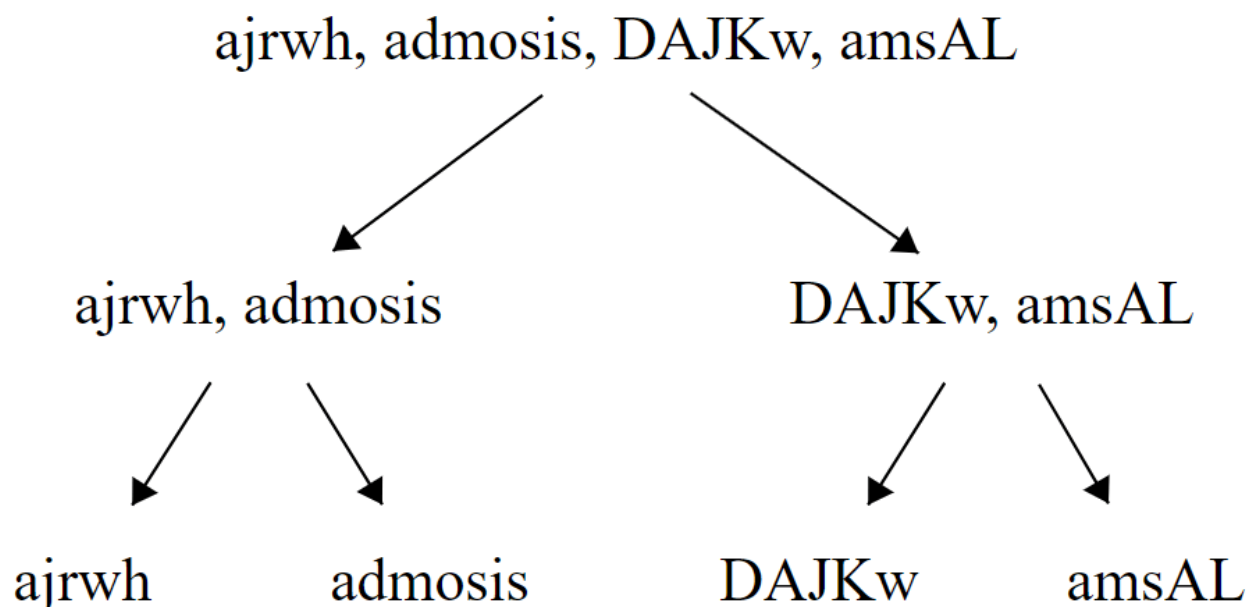 ajrwh, admosis, DAJKw, amsAL
ajrwh, admosis
DAJKw, amsAL
ajrwh
admosis
DAJKw
amsAL